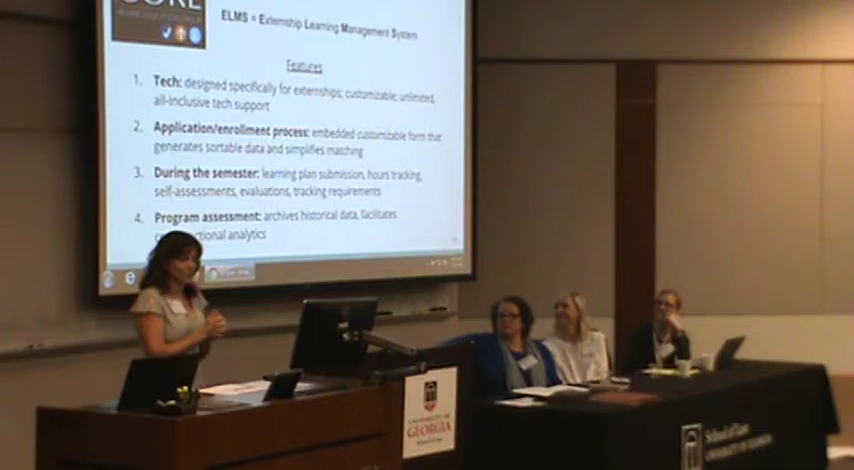 CORE
ELMS = Externship Learning Management System
Features
1. Tech: designed specifically for externships; customizable; unlimited,
all-inclusive tech support
2. Application/enrollment process: embedded customizable form that
generates sortable data and simplifies matching
3. During the semester: learning plan submission, hours tracking,
self-assessments, evaluations, tracking requirements
4. Program assessment: archives historical data, facilitates
analytics
UNIVERSITY OF
GEORGIA
School of Law
School of Law
UNIVERSITY OF GEORGIA